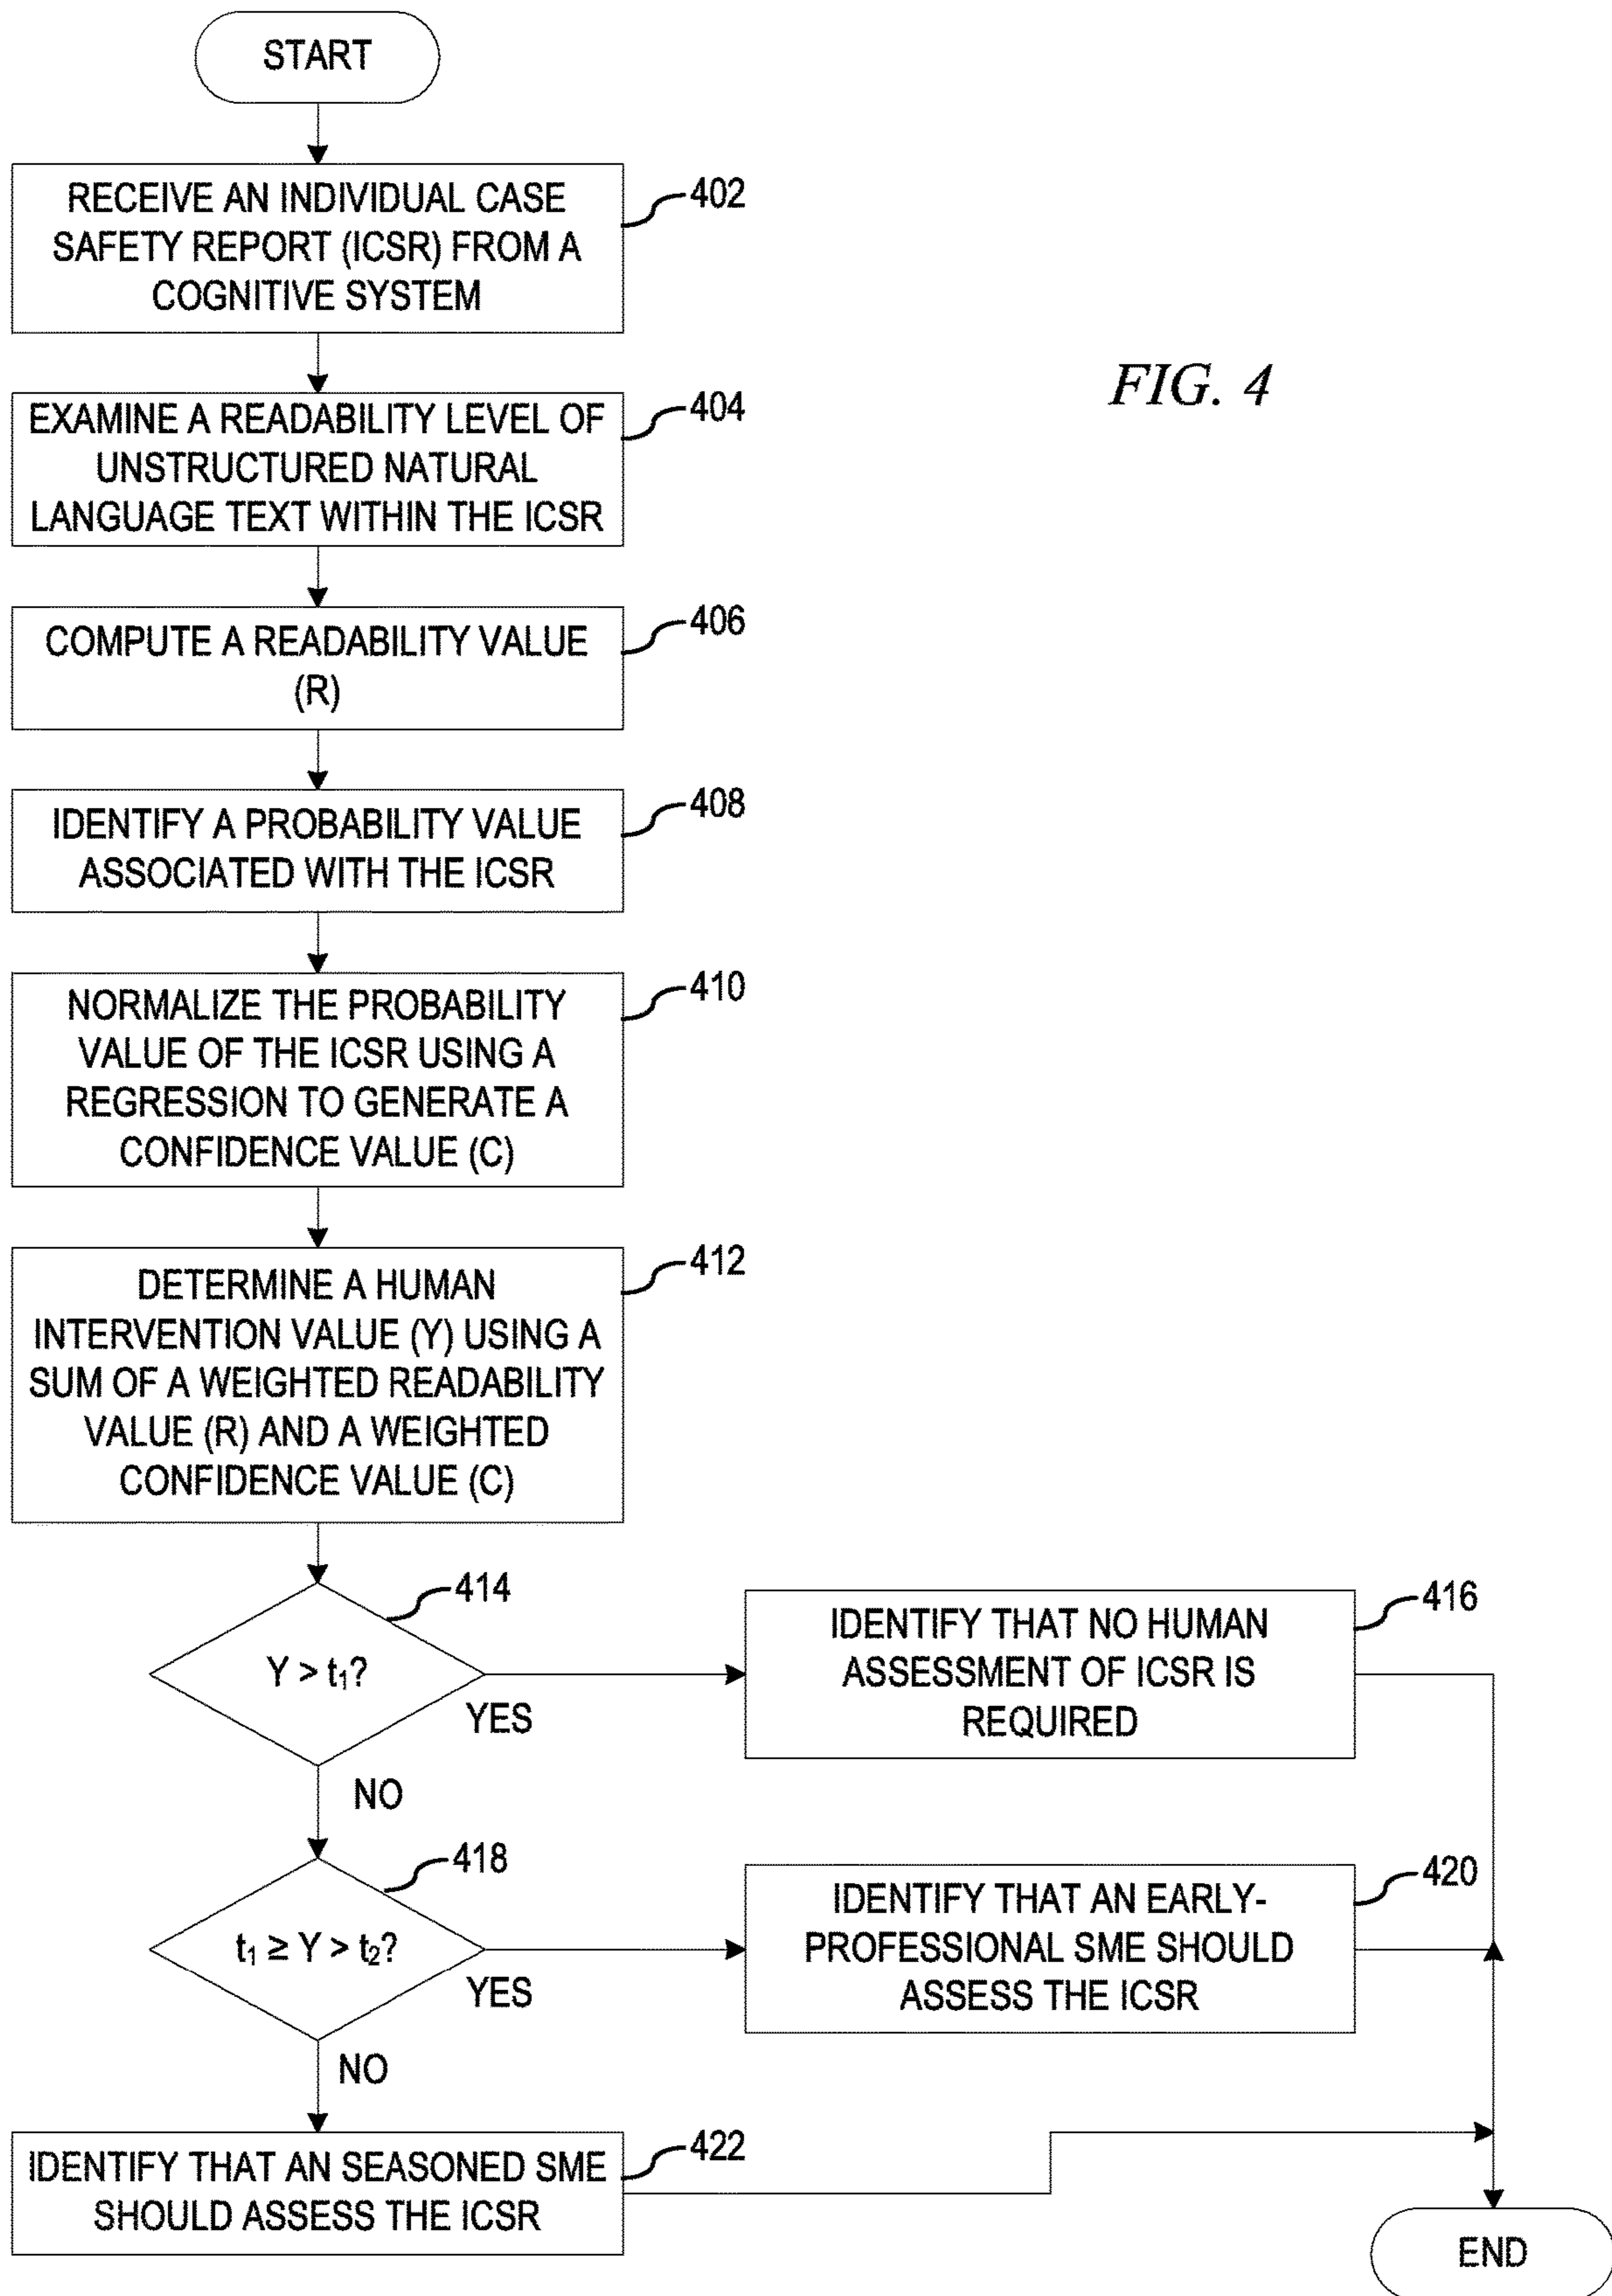 START
RECEIVE AN INDIVIDUAL CASE
SAFETY REPORT (ICSR) FROM A
COGNITIVE SYSTEM
402
FIG. 4
EXAMINE A READABILITY LEVEL OF
UNSTRUCTURED NATURAL
LANGUAGE TEXT WITHIN THE ICSR
404
COMPUTE A READABILITY VALUE
(R)
406
IDENTIFY A PROBABILITY VALUE
ASSOCIATED WITH THE ICSR
408
NORMALIZE THE PROBABILITY
VALUE OF THE ICSR USING A
REGRESSION TO GENERATE A
CONFIDENCE VALUE (C)
410
DETERMINE A HUMAN
INTERVENTION VALUE (Y) USING A
SUM OF A WEIGHTED READABILITY
VALUE (R) AND A WEIGHTED
CONFIDENCE VALUE (C)
412
Y > t₁?
414
YES
NO
IDENTIFY THAT NO HUMAN
ASSESSMENT OF ICSR IS
REQUIRED
416
t₁ ≥ Y > t₂?
418
YES
NO
IDENTIFY THAT AN EARLY-
PROFESSIONAL SME SHOULD
ASSESS THE ICSR
420
IDENTIFY THAT AN SEASONED SME
SHOULD ASSESS THE ICSR
422
END